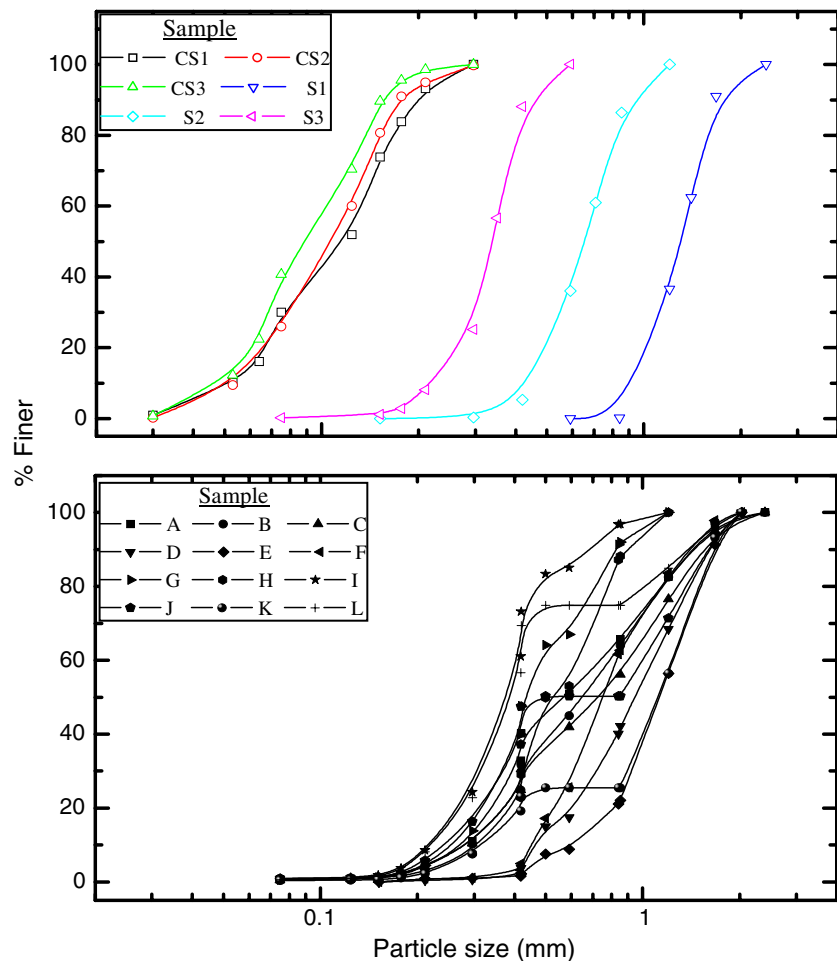 Sample
CS1 CS2
CS3 S1
S2 S3
100
80
60
40
20
0
% Finer
Sample
A B C
D E F
G H I
J K L
100
80
60
40
20
0
0.1 1
Particle size (mm)